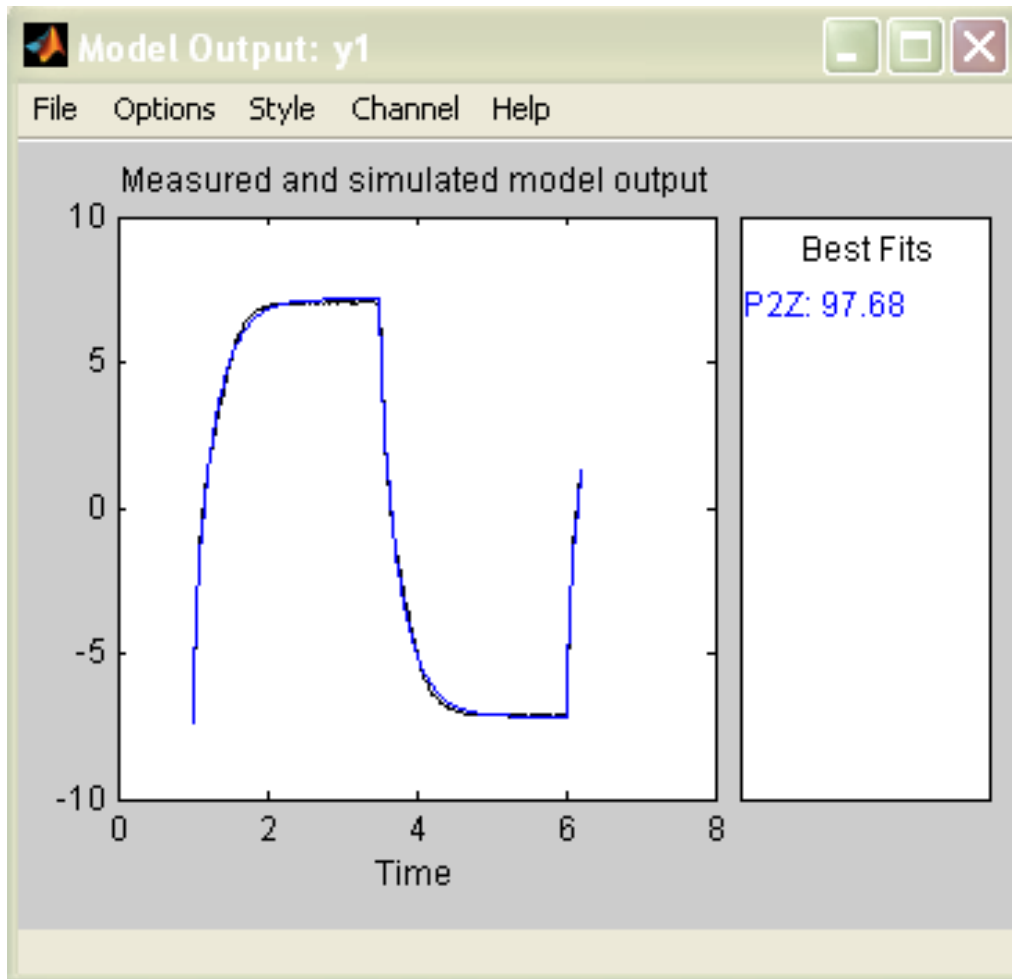 Model Output: y1
File Options Style Channel Help
Measured and simulated model output
10
5
0
-5
-10
0 2 4 6 8
Time
Best Fits
P2Z: 97.68